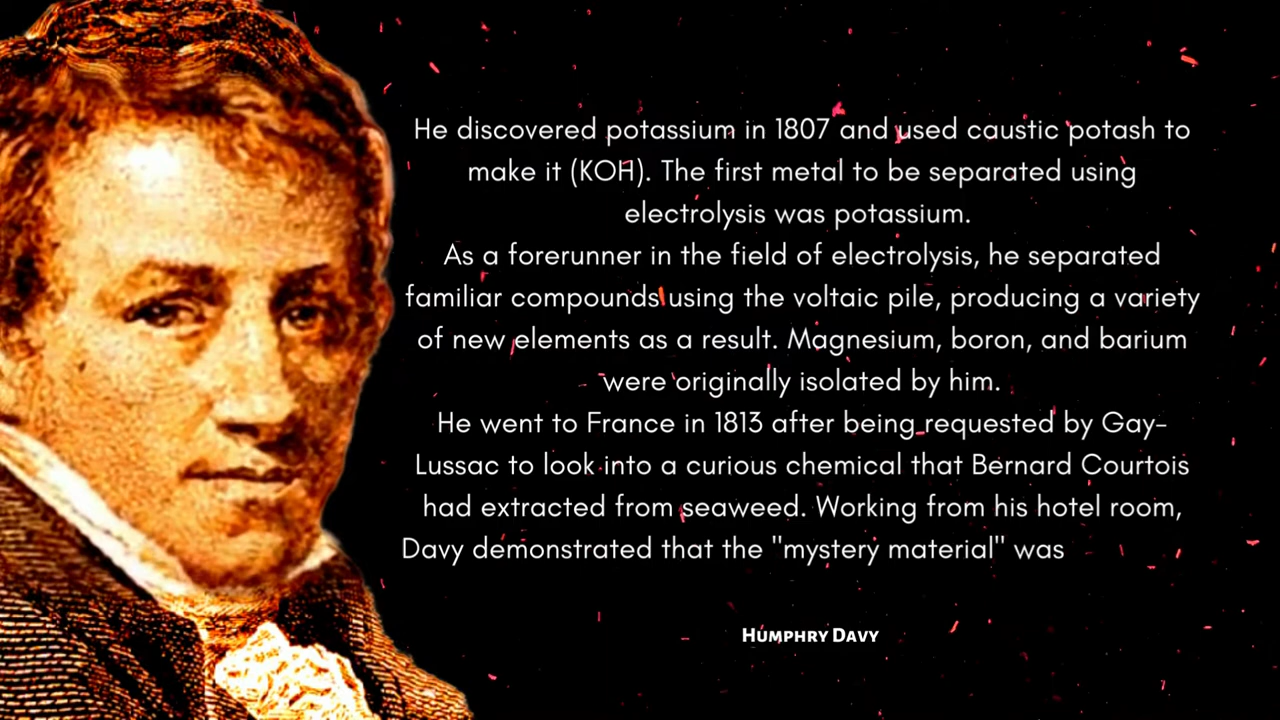 He discovered potassium in 1807 and used caustic potash to
make it (KOH). The first metal to be separated using
electrolysis was potassium.
As a forerunner in the field of electrolysis, he separated
familiar compounds using the voltaic pile, producing a variety
of new elements as a result. Magnesium, boron, and barium
were originally isolated by him.
He went to France in 1813 after being requested by Gay-
Lussac to look into a curious chemical that Bernard Courtois
had extracted from seaweed. Working from his hotel room,
Davy demonstrated that the "mystery material" was
Humphry Davy